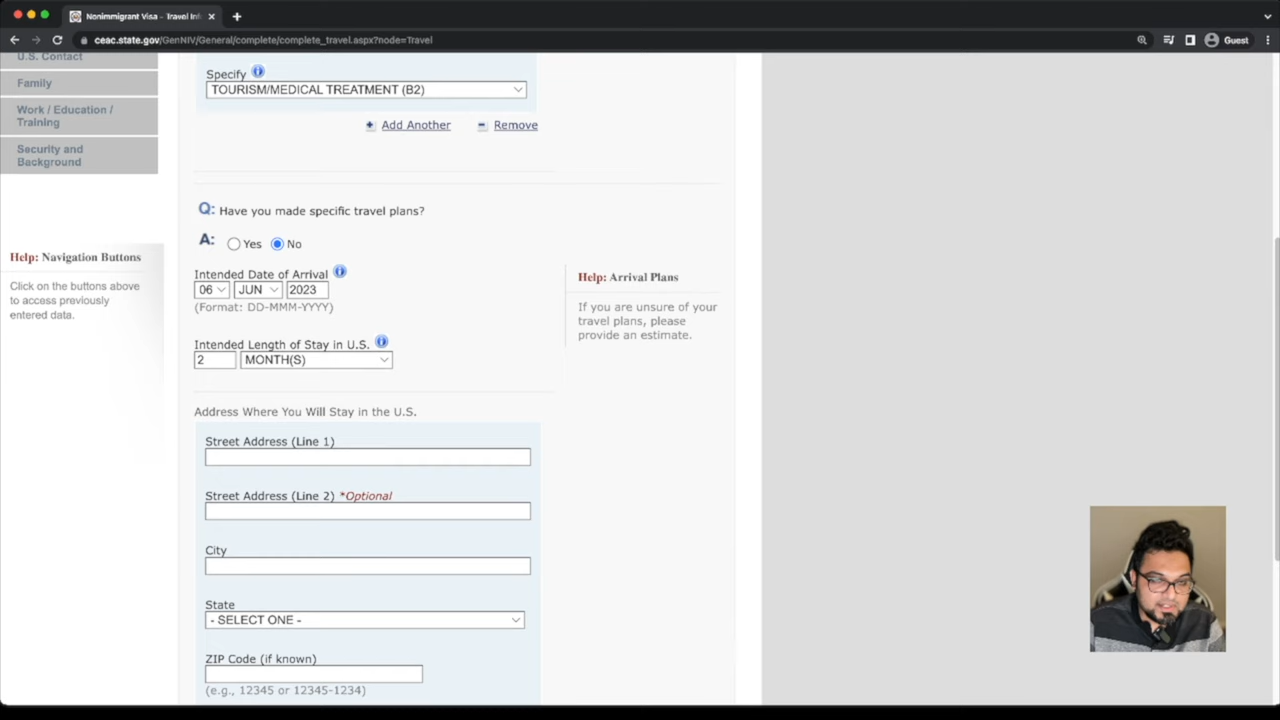 Nonimmigrant Visa - Travel Inf
ceac.state.gov/GenNIV/General/complete/complete_travel.aspx?node=Travel
Guest
U.S. Contact
Family
Work / Education /
Training
Security and
Background
Help: Navigation Buttons
Click on the buttons above
to access previously
entered data.
Specify
TOURISM/MEDICAL TREATMENT (B2)
Add Another
Remove
Q: Have you made specific travel plans?
A: Yes No
Intended Date of Arrival
06 JUN 2023
(Format: DD-MMM-YYYY)
Intended Length of Stay in U.S.
2 MONTH(S)
Help: Arrival Plans
If you are unsure of your
travel plans, please
provide an estimate.
Address Where You Will Stay in the U.S.
Street Address (Line 1)
Street Address (Line 2) *Optional
City
State
- SELECT ONE -
ZIP Code (if known)
(e.g., 12345 or 12345-1234)